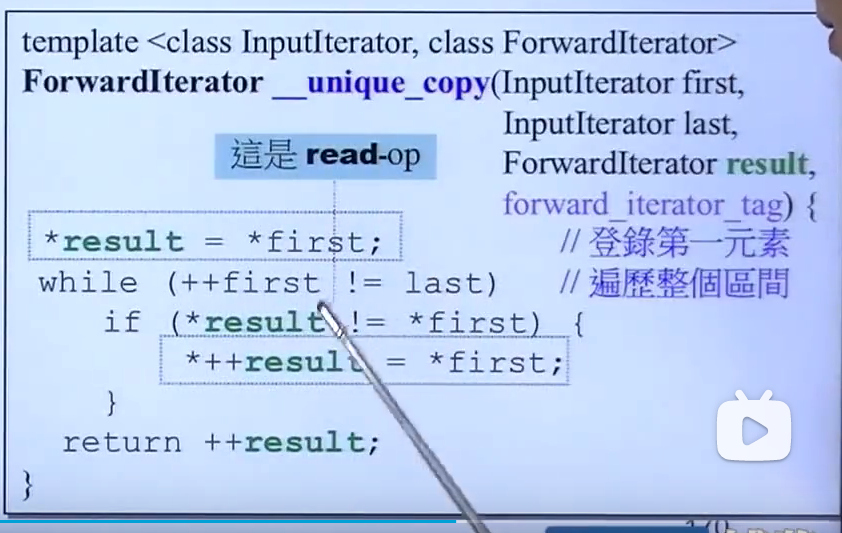 template <class InputIterator, class ForwardIterator>
ForwardIterator __unique_copy(InputIterator first,
InputIterator last,
ForwardIterator result,
forward_iterator_tag) {
這是 read-op
*result = *first; // 登錄第一元素
while (++first != last) // 遍歷整個區間
if (*result != *first) {
*++result = *first;
}
return ++result;
}